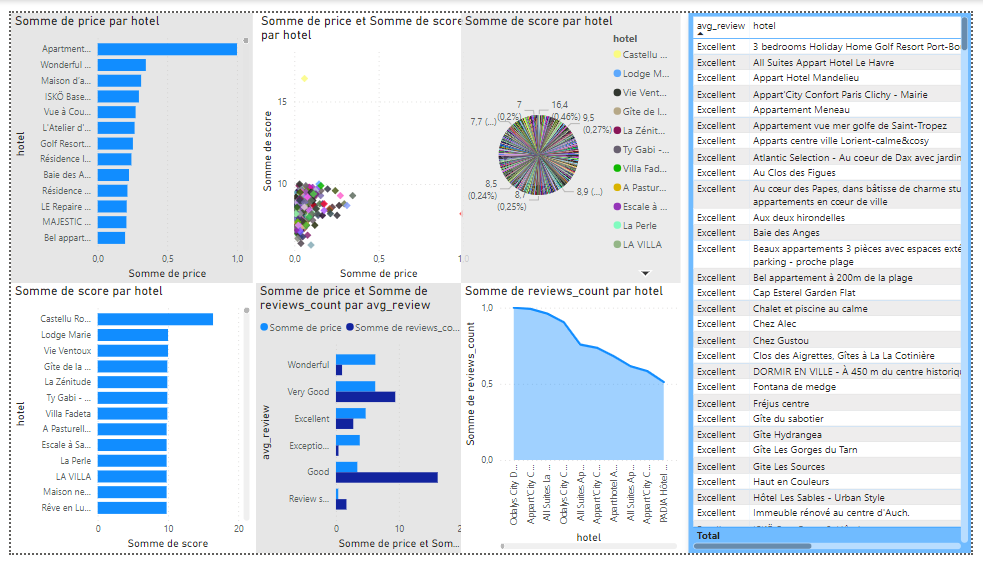 Somme de price par hotel
hotel
Apartment...
Wonderful ...
Maison d'a...
ISKÖ Base...
Vue à Cou...
L'Atelier d'...
Golf Resort...
Résidence l...
Baie des A...
Résidence ...
LE Repaire ...
MAJESTIC ...
Bel appart...
0,0
0,5
1,0
Somme de price
Somme de price et Somme de score
par hotel
Somme de score
15
10
0,0
0,5
Somme de price
Somme de score par hotel
7
(0,2%)
16,4
(0,46%)
9,5
(0,27%)
7,7 (...)
8,5
(0,24%)
8,7
(0,25%)
8,9 (...)
hotel
Castellu ...
Lodge M...
Vie Vent...
Gîte de l...
La Zénit...
Ty Gabi -...
Villa Fad...
A Pastur...
Escale à ...
La Perle
LA VILLA
Somme de score par hotel
hotel
Castellu Ro...
Lodge Marie
Vie Ventoux
Gîte de la ...
La Zénitude
Ty Gabi - ...
Villa Fadeta
A Pasturell...
Escale à Sa...
La Perle
LA VILLA
Maison ne...
Rêve en Lu...
0
10
20
Somme de score
Somme de price et Somme de
reviews_count par avg_review
Somme de price
Somme de reviews_co...
avg_review
Wonderful
Very Good
Excellent
Exceptio...
Good
Review s...
0
10
Somme de price et Som...
Somme de reviews_count par hotel
Somme de reviews_count
1,0
0,5
0,0
Odalys City D...
Appart'City C...
All Suites La ...
Odalys City C...
All Suites Ap...
Appart'City C...
Aparthotel A...
All Suites Ap...
Appart'City C...
PADJA Hôtel ...
hotel
avg_review hotel
Excellent 3 bedrooms Holiday Home Golf Resort Port-Bo
Excellent All Suites Appart Hotel Le Havre
Excellent Appart Hotel Mandelieu
Excellent Appart'City Confort Paris Clichy - Mairie
Excellent Appartement Meneau
Excellent Appartement vue mer golfe de Saint-Tropez
Excellent Apparts centre ville Lorient-calme&cosy
Excellent Atlantic Selection - Au coeur de Dax avec jardin
Excellent Au Clos des Figues
Excellent Au cœur des Papes, dans bâtisse de charme stu
appartements en cœur de ville
Excellent Aux deux hirondelles
Excellent Baie des Anges
Excellent Beaux appartements 3 pièces avec espaces exté
parking - proche plage
Excellent Bel appartement à 200m de la plage
Excellent Cap Esterel Garden Flat
Excellent Chalet et piscine au calme
Excellent Chez Alec
Excellent Chez Gustou
Excellent Clos des Aigrettes, Gîtes à La La Cotinière
Excellent DORMIR EN VILLE - À 450 m du centre historiq
Excellent Fontana de medge
Excellent Fréjus centre
Excellent Gîte du sabotier
Excellent Gîte Hydrangea
Excellent Gîte Les Gorges du Tarn
Excellent Gite Les Sources
Excellent Haut en Couleurs
Excellent Hôtel Les Sables - Urban Style
Excellent Immeuble rénové au centre d'Auch.
Total